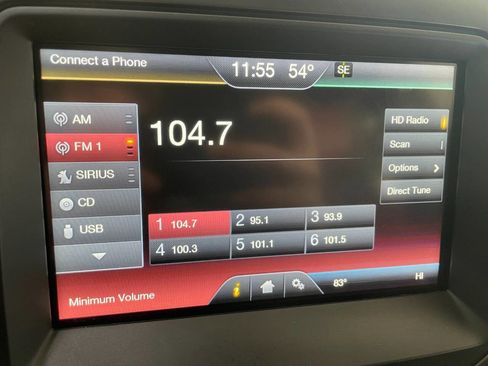 Connect a Phone
11:55 54° SE
AM
FM 1
SIRIUS
CD
USB
104.7
HD Radio
Scan
Options
Direct Tune
1 104.7 2 95.1 3 93.9
4 100.3 5 101.1 6 101.5
Minimum Volume
i
83° HI